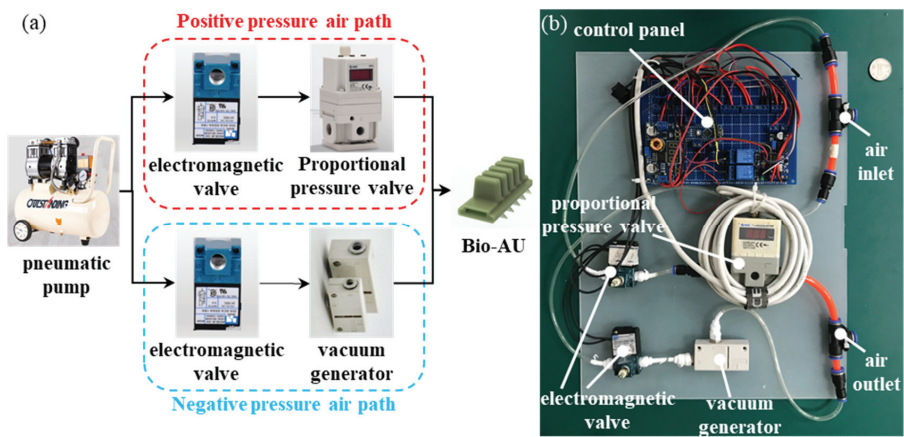 (a)
Positive pressure air path
electromagnetic
valve
Proportional
pressure valve
pneumatic
pump
Bio-AU
electromagnetic
valve
vacuum
generator
Negative pressure air path
(b)
control panel
air
inlet
proportional
pressure valve
electromagnetic
valve
vacuum
generator
air
outlet